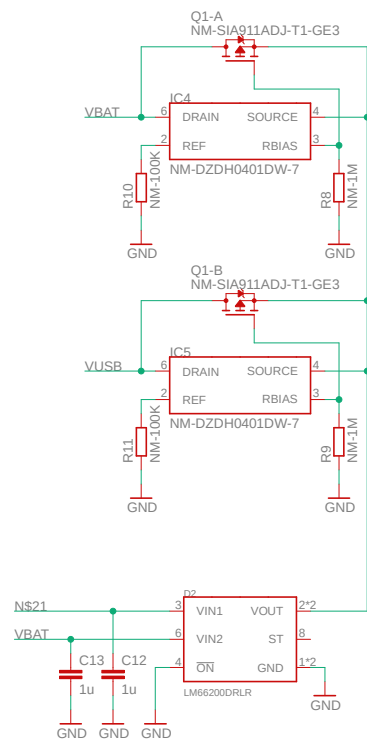 Q1-A
NM-SIA911ADJ-T1-GE3
IC4
VBAT
6 DRAIN SOURCE 4
2 REF RBIAS 3
NM-DZDH0401DW-7
R10
NM-100K
R8
NM-1M
GND GND
Q1-B
NM-SIA911ADJ-T1-GE3
IC5
VUSB
6 DRAIN SOURCE 4
2 REF RBIAS 3
NM-DZDH0401DW-7
R11
NM-100K
R9
NM-1M
GND GND
D2
N$21 3 VIN1 VOUT 2*2
VBAT 6 VIN2 ST 8
4 ON GND 1*2
LM66200DRLR
C13 C12
1u 1u
GND GND GND GND